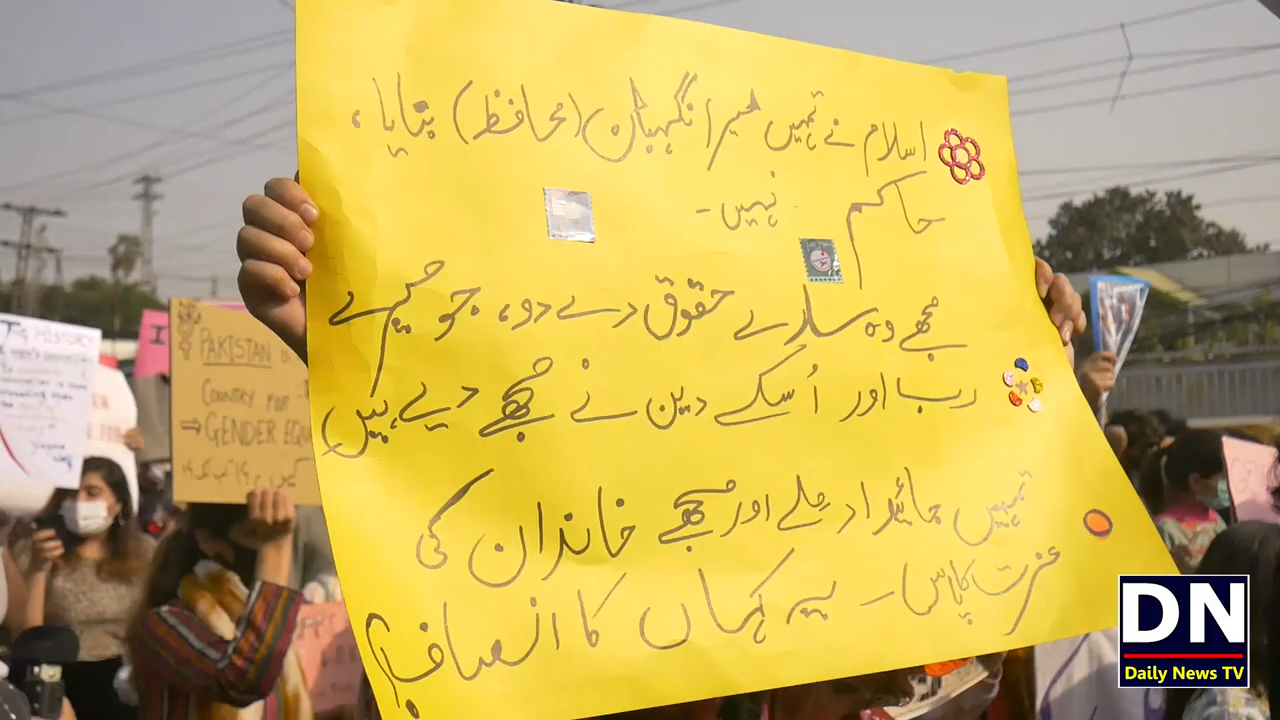 اسلام نے تمہیں میرا نگہبان (محافظ) بنایا،
حاکم نہیں -
مجھے وہ سارے حقوق دے دو، جو میرے
رب اور اُسکے دین نے مجھے دیے ہیں
تمہیں جائیداد ملے اور مجھے خاندان کی
عزت کا پاس - یہ کہاں کا انصاف؟
PAKISTAN
COUNTRY FOR
⇒ GENDER EQU
DN
Daily News TV